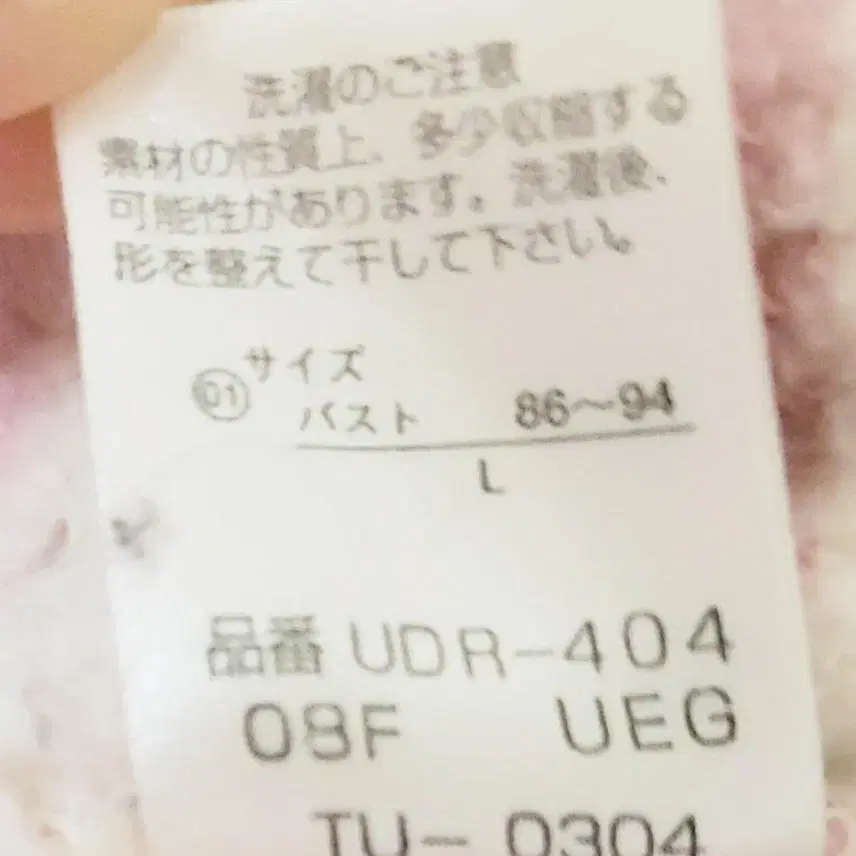 洗濯のご注意
素材の性質上、多少収縮する
可能性があります。洗濯後、
形を整えて干して下さい。
01 サイズ
バスト 86〜94
L
品番 UDR-404
08F UEG
TU- 0304